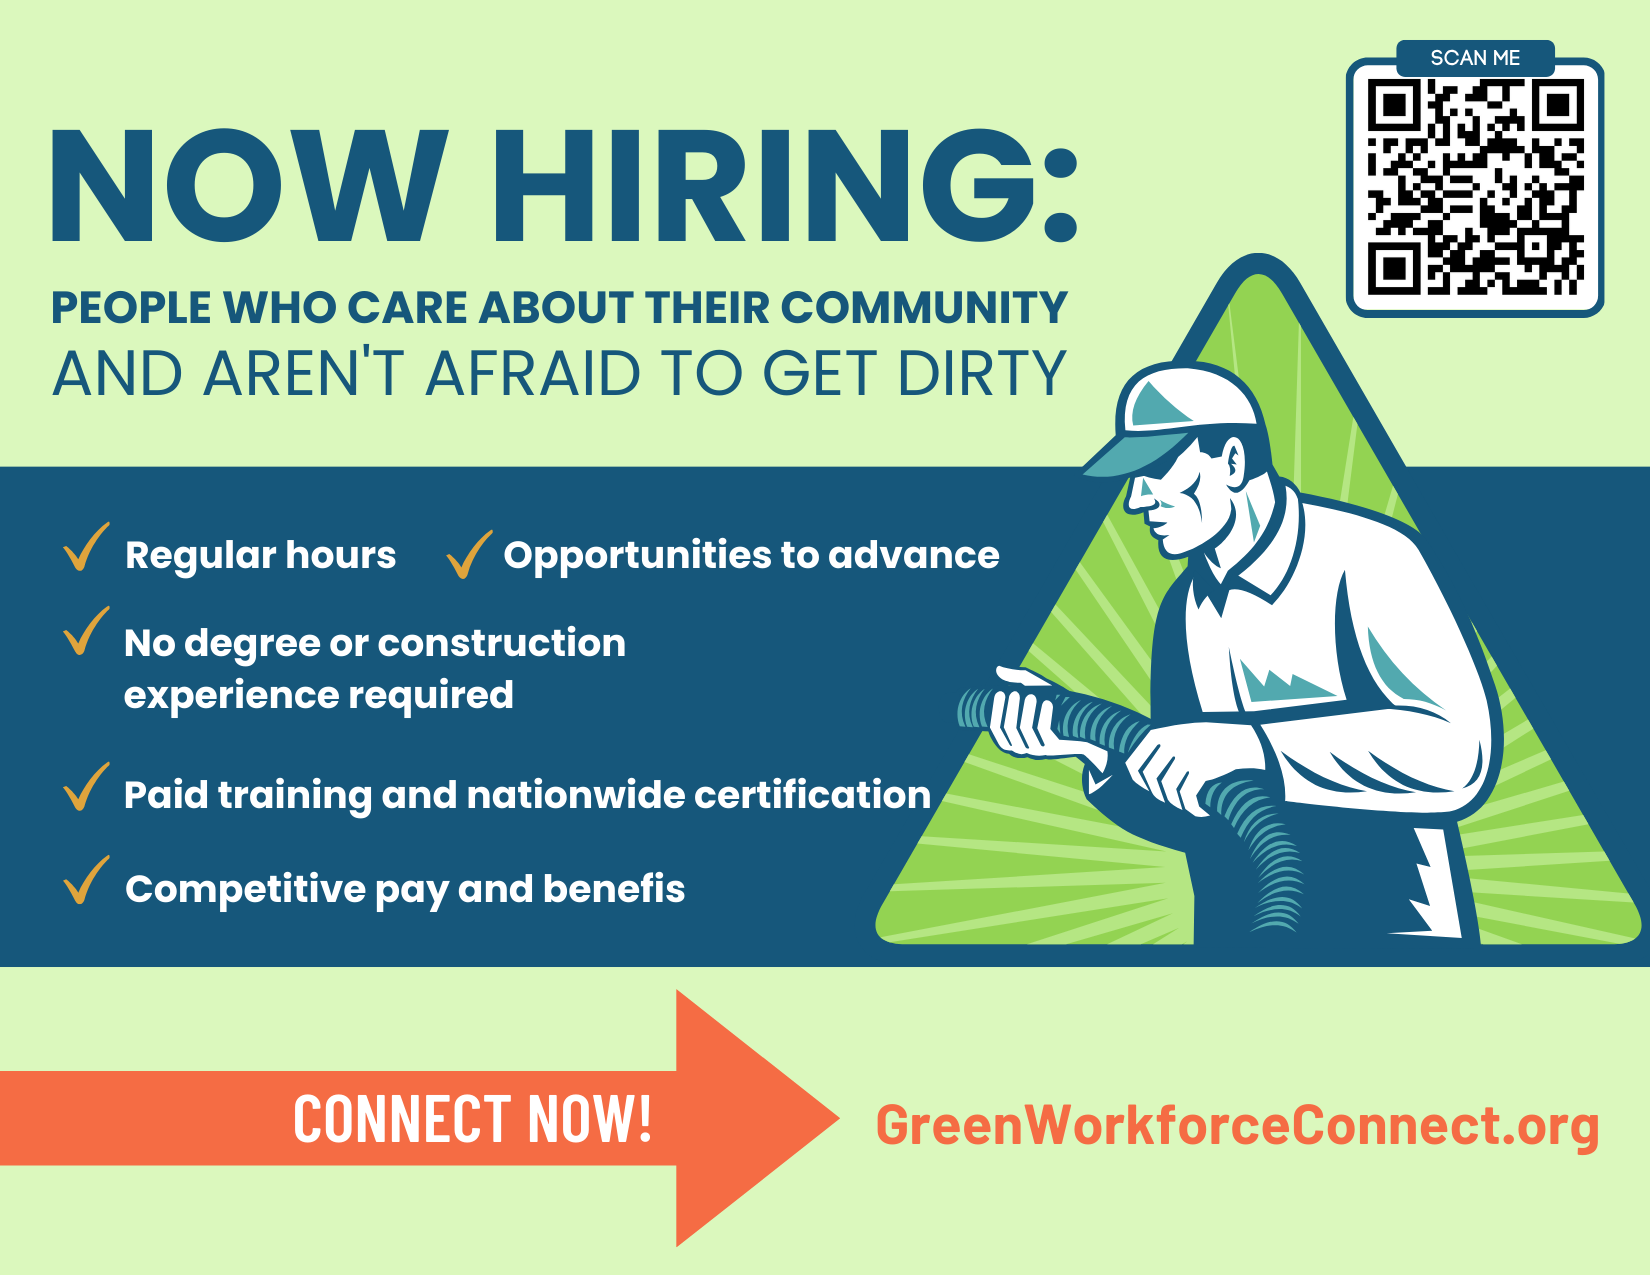 SCAN ME
NOW HIRING:
PEOPLE WHO CARE ABOUT THEIR COMMUNITY
AND AREN'T AFRAID TO GET DIRTY
Regular hours
Opportunities to advance
No degree or construction
experience required
Paid training and nationwide certification
Competitive pay and benefis
CONNECT NOW!
GreenWorkforceConnect.org